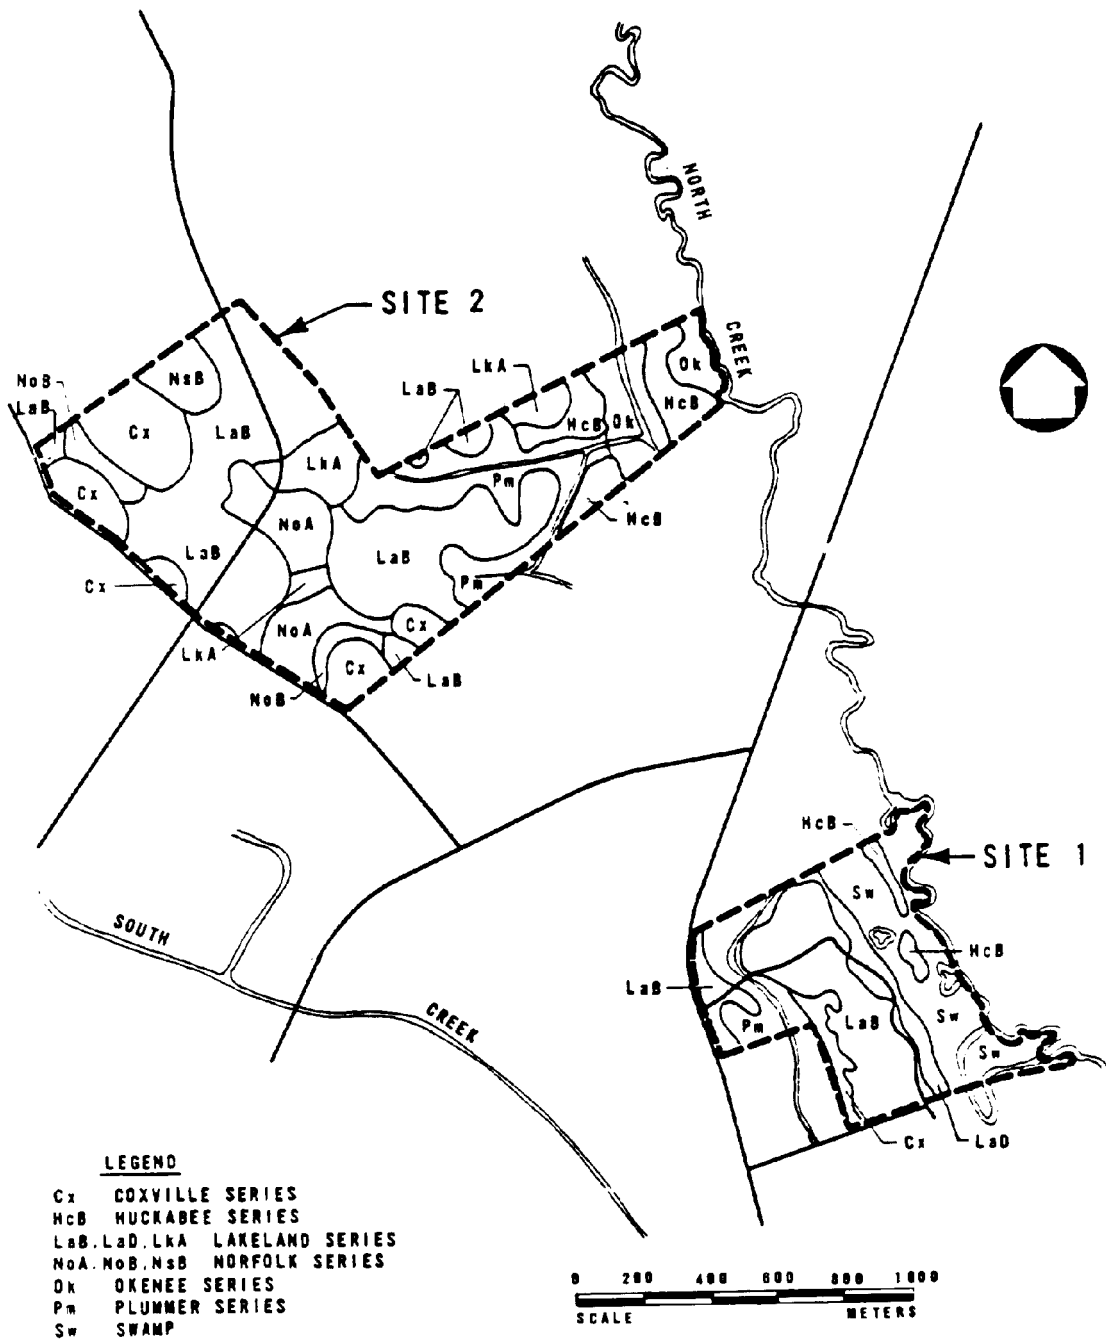 NORTH
SITE 2
CREEK
NoB
LaB
NsB
Cx
LaB
LkA
LaB
HcB
Ok
Ok
HcB
LkA
Pm
Cx
NoA
HcB
LaB
LaB
Cx
Pm
Cx
NoA
LkA
Cx
LaB
NoB
HcB
SITE 1
Sw
SOUTH
HcB
LaB
CREEK
Pm
LaB
Sw
Sw
Cx
LaD
LEGEND
Cx COXVILLE SERIES
HcB HUCKABEE SERIES
LaB, LaD, LkA LAKELAND SERIES
NoA, NoB, NsB NORFOLK SERIES
Ok OKENEE SERIES
Pm PLUMMER SERIES
Sw SWAMP
0 200 400 600 800 1000
SCALE METERS